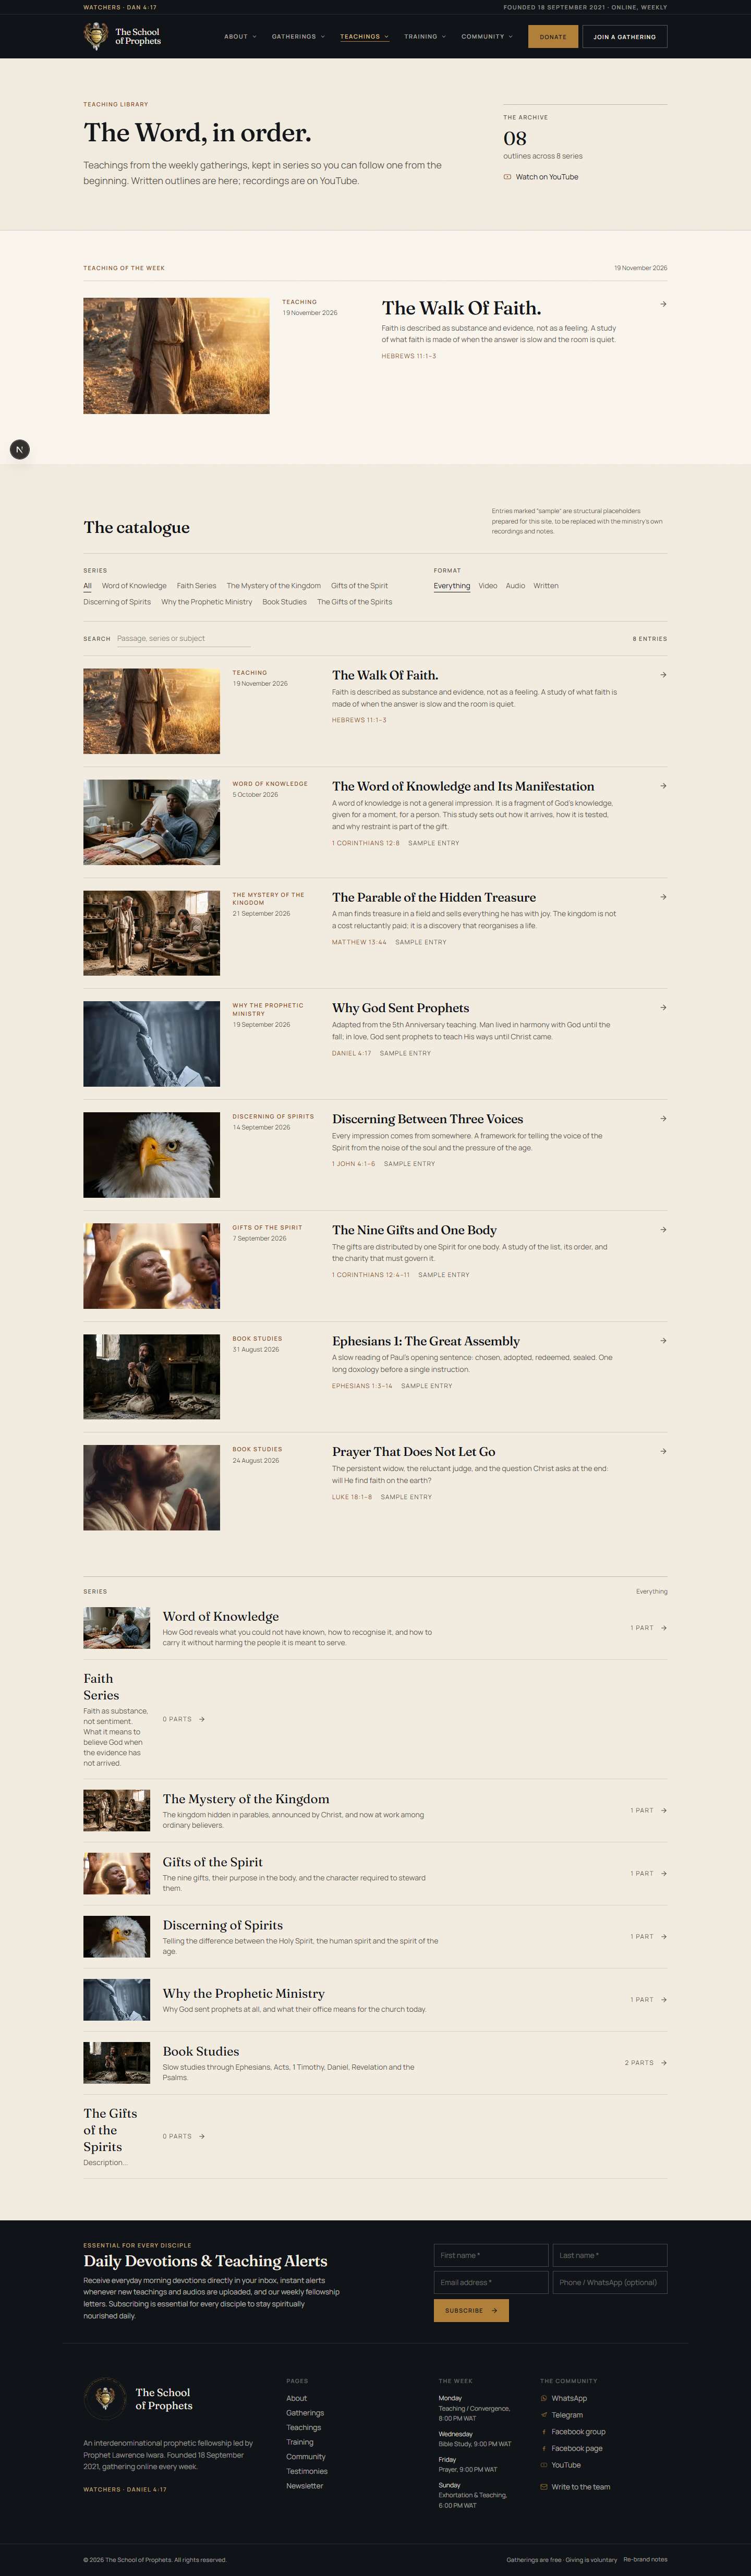 WATCHERS · DAN 4:17
FOUNDED 18 SEPTEMBER 2021 · ONLINE, WEEKLY
The School
of Prophets
ABOUT
GATHERINGS
TEACHINGS
TRAINING
COMMUNITY
DONATE
JOIN A GATHERING
TEACHING LIBRARY
The Word, in order.
Teachings from the weekly gatherings, kept in series so you can follow one from the
beginning. Written outlines are here; recordings are on YouTube.
THE ARCHIVE
08
outlines across 8 series
Watch on YouTube
TEACHING OF THE WEEK
19 November 2026
TEACHING
19 November 2026
The Walk Of Faith.
Faith is described as substance and evidence, not as a feeling. A study
of what faith is made of when the answer is slow and the room is quiet.
HEBREWS 11:1–3
N
The catalogue
Entries marked "sample" are structural placeholders
prepared for this site, to be replaced with the ministry's own
recordings and notes.
SERIES
All
Word of Knowledge
Faith Series
The Mystery of the Kingdom
Gifts of the Spirit
Discerning of Spirits
Why the Prophetic Ministry
Book Studies
The Gifts of the Spirits
FORMAT
Everything
Video
Audio
Written
SEARCH
Passage, series or subject
8 ENTRIES
TEACHING
19 November 2026
The Walk Of Faith.
Faith is described as substance and evidence, not as a feeling. A study of what faith is
made of when the answer is slow and the room is quiet.
HEBREWS 11:1–3
WORD OF KNOWLEDGE
5 October 2026
The Word of Knowledge and Its Manifestation
A word of knowledge is not a general impression. It is a fragment of God's knowledge,
given for a moment, for a person. This study sets out how it arrives, how it is tested,
and why restraint is part of the gift.
1 CORINTHIANS 12:8
SAMPLE ENTRY
THE MYSTERY OF THE
KINGDOM
21 September 2026
The Parable of the Hidden Treasure
A man finds treasure in a field and sells everything he has with joy. The kingdom is not
a cost reluctantly paid; it is a discovery that reorganises a life.
MATTHEW 13:44
SAMPLE ENTRY
WHY THE PROPHETIC
MINISTRY
19 September 2026
Why God Sent Prophets
Adapted from the 5th Anniversary teaching. Man lived in harmony with God until the
fall; in love, God sent prophets to teach His ways until Christ came.
DANIEL 4:17
SAMPLE ENTRY
DISCERNING OF SPIRITS
14 September 2026
Discerning Between Three Voices
Every impression comes from somewhere. A framework for telling the voice of the
Spirit from the noise of the soul and the pressure of the age.
1 JOHN 4:1–6
SAMPLE ENTRY
GIFTS OF THE SPIRIT
7 September 2026
The Nine Gifts and One Body
The gifts are distributed by one Spirit for one body. A study of the list, its order, and
the charity that must govern it.
1 CORINTHIANS 12:4–11
SAMPLE ENTRY
BOOK STUDIES
31 August 2026
Ephesians 1: The Great Assembly
A slow reading of Paul's opening sentence: chosen, adopted, redeemed, sealed. One
long doxology before a single instruction.
EPHESIANS 1:3–14
SAMPLE ENTRY
BOOK STUDIES
24 August 2026
Prayer That Does Not Let Go
The persistent widow, the reluctant judge, and the question Christ asks at the end:
will He find faith on the earth?
LUKE 18:1–8
SAMPLE ENTRY
SERIES
Everything
Word of Knowledge
How God reveals what you could not have known, how to recognise it, and how to
carry it without harming the people it is meant to serve.
1 PART
Faith
Series
Faith as substance,
not sentiment.
What it means to
believe God when
the evidence has
not arrived.
0 PARTS
The Mystery of the Kingdom
The kingdom hidden in parables, announced by Christ, and now at work among
ordinary believers.
1 PART
Gifts of the Spirit
The nine gifts, their purpose in the body, and the character required to steward
them.
1 PART
Discerning of Spirits
Telling the difference between the Holy Spirit, the human spirit and the spirit of the
age.
1 PART
Why the Prophetic Ministry
Why God sent prophets at all, and what their office means for the church today.
1 PART
Book Studies
Slow studies through Ephesians, Acts, 1 Timothy, Daniel, Revelation and the
Psalms.
2 PARTS
The Gifts
of the
Spirits
Description...
0 PARTS
ESSENTIAL FOR EVERY DISCIPLE
Daily Devotions & Teaching Alerts
Receive everyday morning devotions directly in your inbox, instant alerts
whenever new teachings and audios are uploaded, and our weekly fellowship
letters. Subscribing is essential for every disciple to stay spiritually
nourished daily.
First name *
Last name *
Email address *
Phone / WhatsApp (optional)
SUBSCRIBE
The School
of Prophets
An interdenominational prophetic fellowship led by
Prophet Lawrence Iwara. Founded 18 September
2021, gathering online every week.
WATCHERS · DANIEL 4:17
PAGES
About
Gatherings
Teachings
Training
Community
Testimonies
Newsletter
THE WEEK
Monday
Teaching / Convergence,
8:00 PM WAT
Wednesday
Bible Study, 9:00 PM WAT
Friday
Prayer, 9:00 PM WAT
Sunday
Exhortation & Teaching,
6:00 PM WAT
THE COMMUNITY
WhatsApp
Telegram
Facebook group
Facebook page
YouTube
Write to the team
© 2026 The School of Prophets. All rights reserved.
Gatherings are free · Giving is voluntary
Re-brand notes